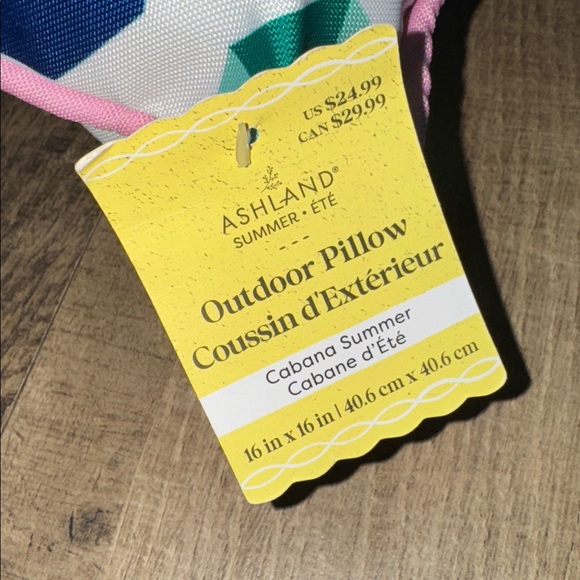 US $24.99
CAN $29.99
ASHLAND®
SUMMER • ÉTÉ
---
Outdoor Pillow
Coussin d'Extérieur
Cabana Summer
Cabane d'Été
16 in x 16 in | 40.6 cm x 40.6 cm